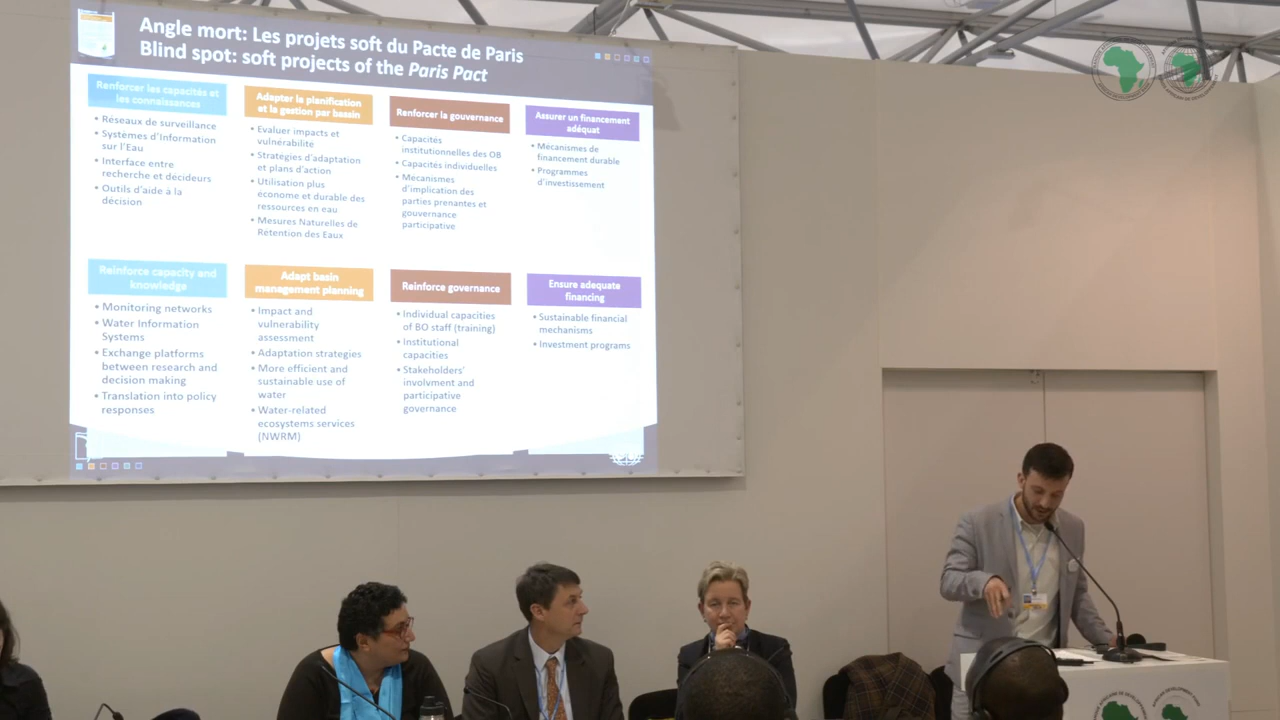 Angle mort: Les projets soft du Pacte de Paris
Blind spot: soft projects of the Paris Pact
Renforcer les capacités et
les connaissances
• Réseaux de surveillance
• Systèmes d'Information
sur l'Eau
• Interface entre
recherche et décideurs
• Outils d'aide à la
décision
Adapter la planification
et la gestion par bassin
• Evaluer impacts et
vulnérabilité
• Stratégies d'adaptation
et plans d'action
• Utilisation plus
économe et durable des
ressources en eau
• Mesures Naturelles de
Rétention des Eaux
Renforcer la gouvernance
• Capacités
institutionnelles des OB
• Capacités individuelles
• Mécanismes
d'implication des
parties prenantes et
gouvernance
participative
Assurer un financement
adéquat
• Mécanismes de
financement durable
• Programmes
d'investissement
Reinforce capacity and
knowledge
• Monitoring networks
• Water Information
Systems
• Exchange platforms
between research and
decision making
• Translation into policy
responses
Adapt basin
management planning
• Impact and
vulnerability
assessment
• Adaptation strategies
• More efficient and
sustainable use of
water
• Water-related
ecosystems services
(NWRM)
Reinforce governance
• Individual capacities
of BO staff (training)
• Institutional
capacities
• Stakeholders'
involvment and
participative
governance
Ensure adequate
financing
• Sustainable financial
mechanisms
• Investment programs